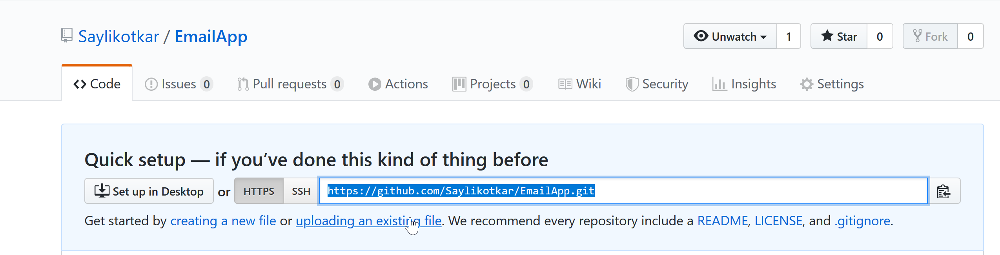 Saylikotkar / EmailApp
Unwatch 1 Star 0 Fork 0
Code Issues 0 Pull requests 0 Actions Projects 0 Wiki Security Insights Settings
Quick setup — if you’ve done this kind of thing before
Set up in Desktop or HTTPS SSH https://github.com/Saylikotkar/EmailApp.git
Get started by creating a new file or uploading an existing file. We recommend every repository include a README, LICENSE, and .gitignore.